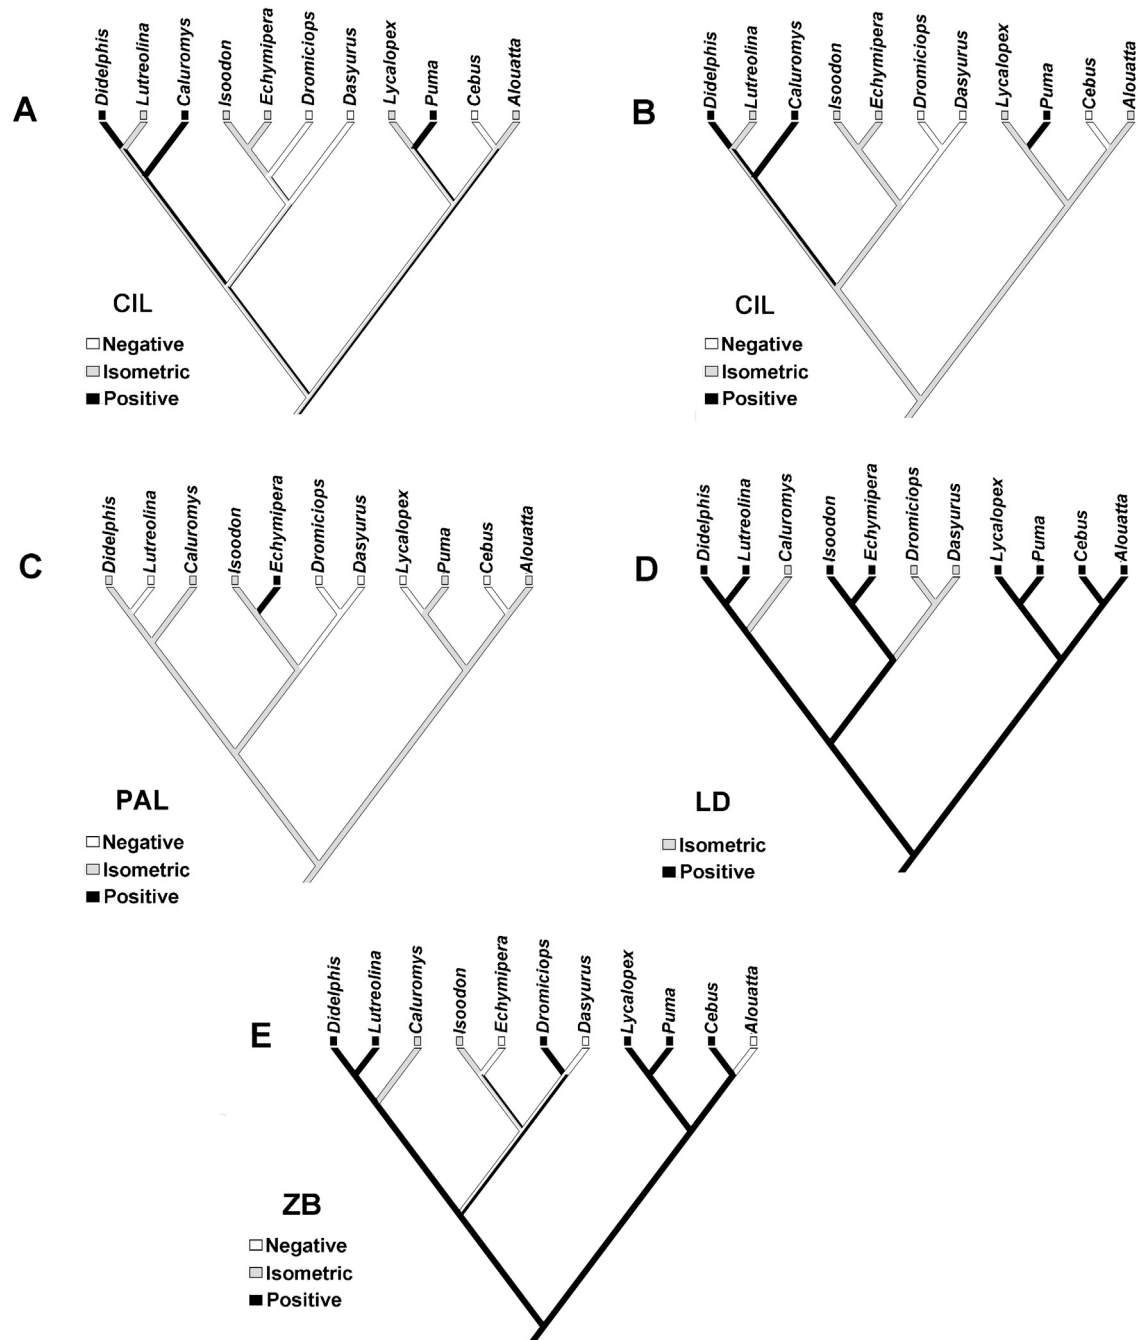 A
Didelphis
Lutreolina
Caluromys
Isoodon
Echymipera
Dromiciops
Dasyurus
Lycalopex
Puma
Cebus
Alouatta
CIL
Negative
Isometric
Positive
B
Didelphis
Lutreolina
Caluromys
Isoodon
Echymipera
Dromiciops
Dasyurus
Lycalopex
Puma
Cebus
Alouatta
CIL
Negative
Isometric
Positive
C
Didelphis
Lutreolina
Caluromys
Isoodon
Echymipera
Dromiciops
Dasyurus
Lycalopex
Puma
Cebus
Alouatta
PAL
Negative
Isometric
Positive
D
Didelphis
Lutreolina
Caluromys
Isoodon
Echymipera
Dromiciops
Dasyurus
Lycalopex
Puma
Cebus
Alouatta
LD
Isometric
Positive
E
Didelphis
Lutreolina
Caluromys
Isoodon
Echymipera
Dromiciops
Dasyurus
Lycalopex
Puma
Cebus
Alouatta
ZB
Negative
Isometric
Positive